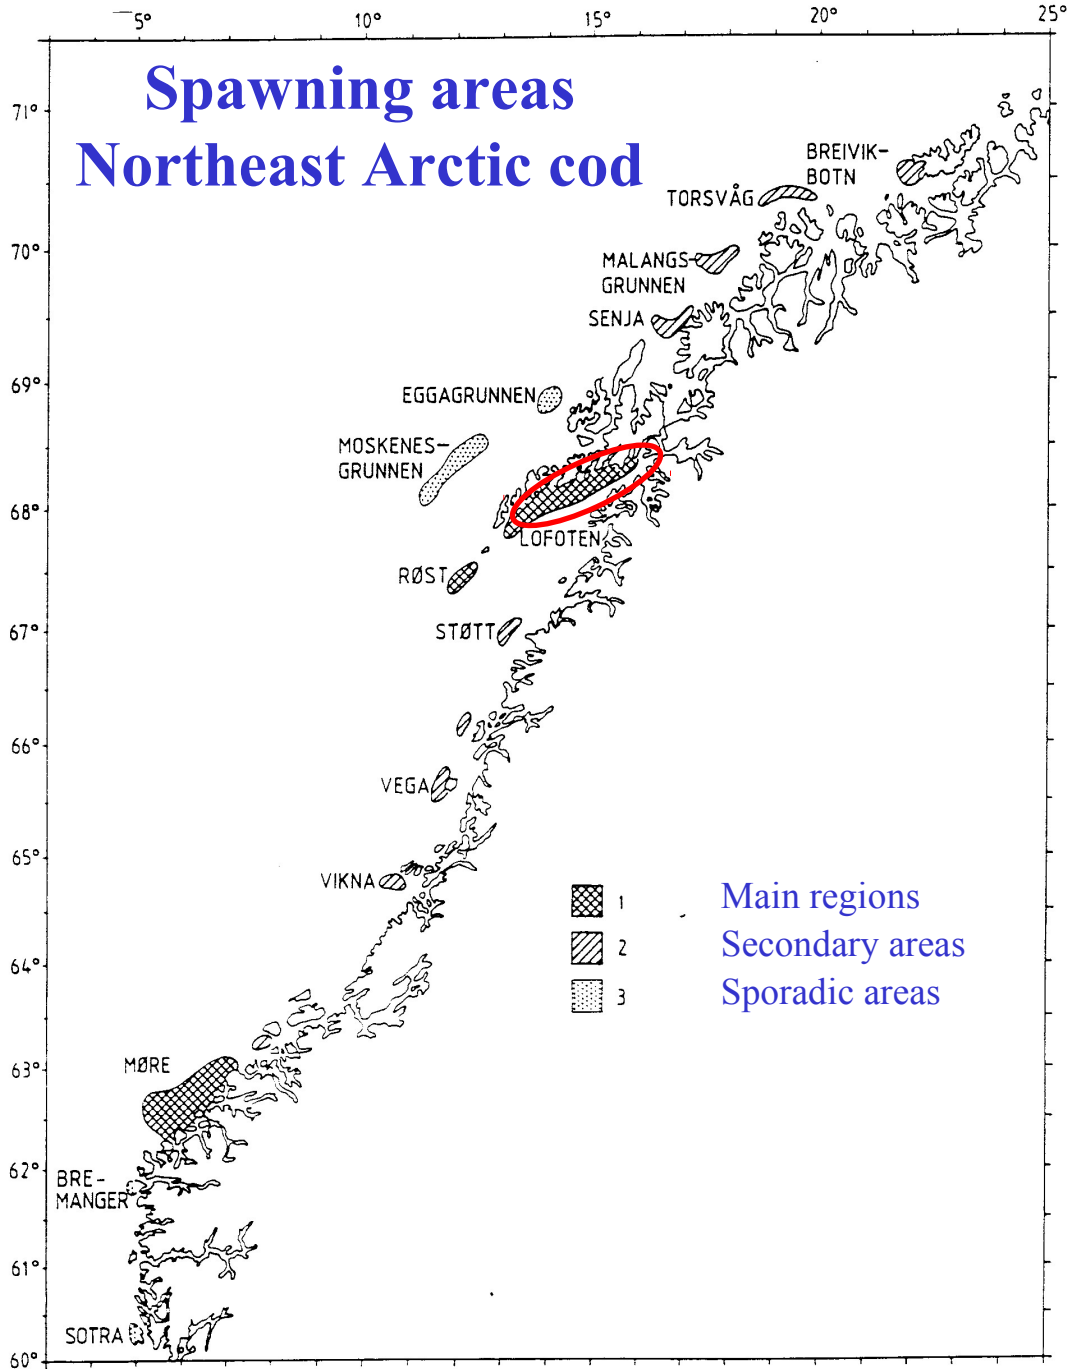 5°
10°
15°
20°
25°
Spawning areas
Northeast Arctic cod
71°
70°
69°
68°
67°
66°
65°
64°
63°
62°
61°
60°
BREIVIK-
BOTN
TORSVÅG
MALANGS-
GRUNNEN
SENJA
EGGAGRUNNEN
MOSKENES-
GRUNNEN
LOFOTEN
RØST
STØTT
VEGA
VIKNA
1 Main regions
2 Secondary areas
3 Sporadic areas
MØRE
BRE-
MANGER
SOTRA